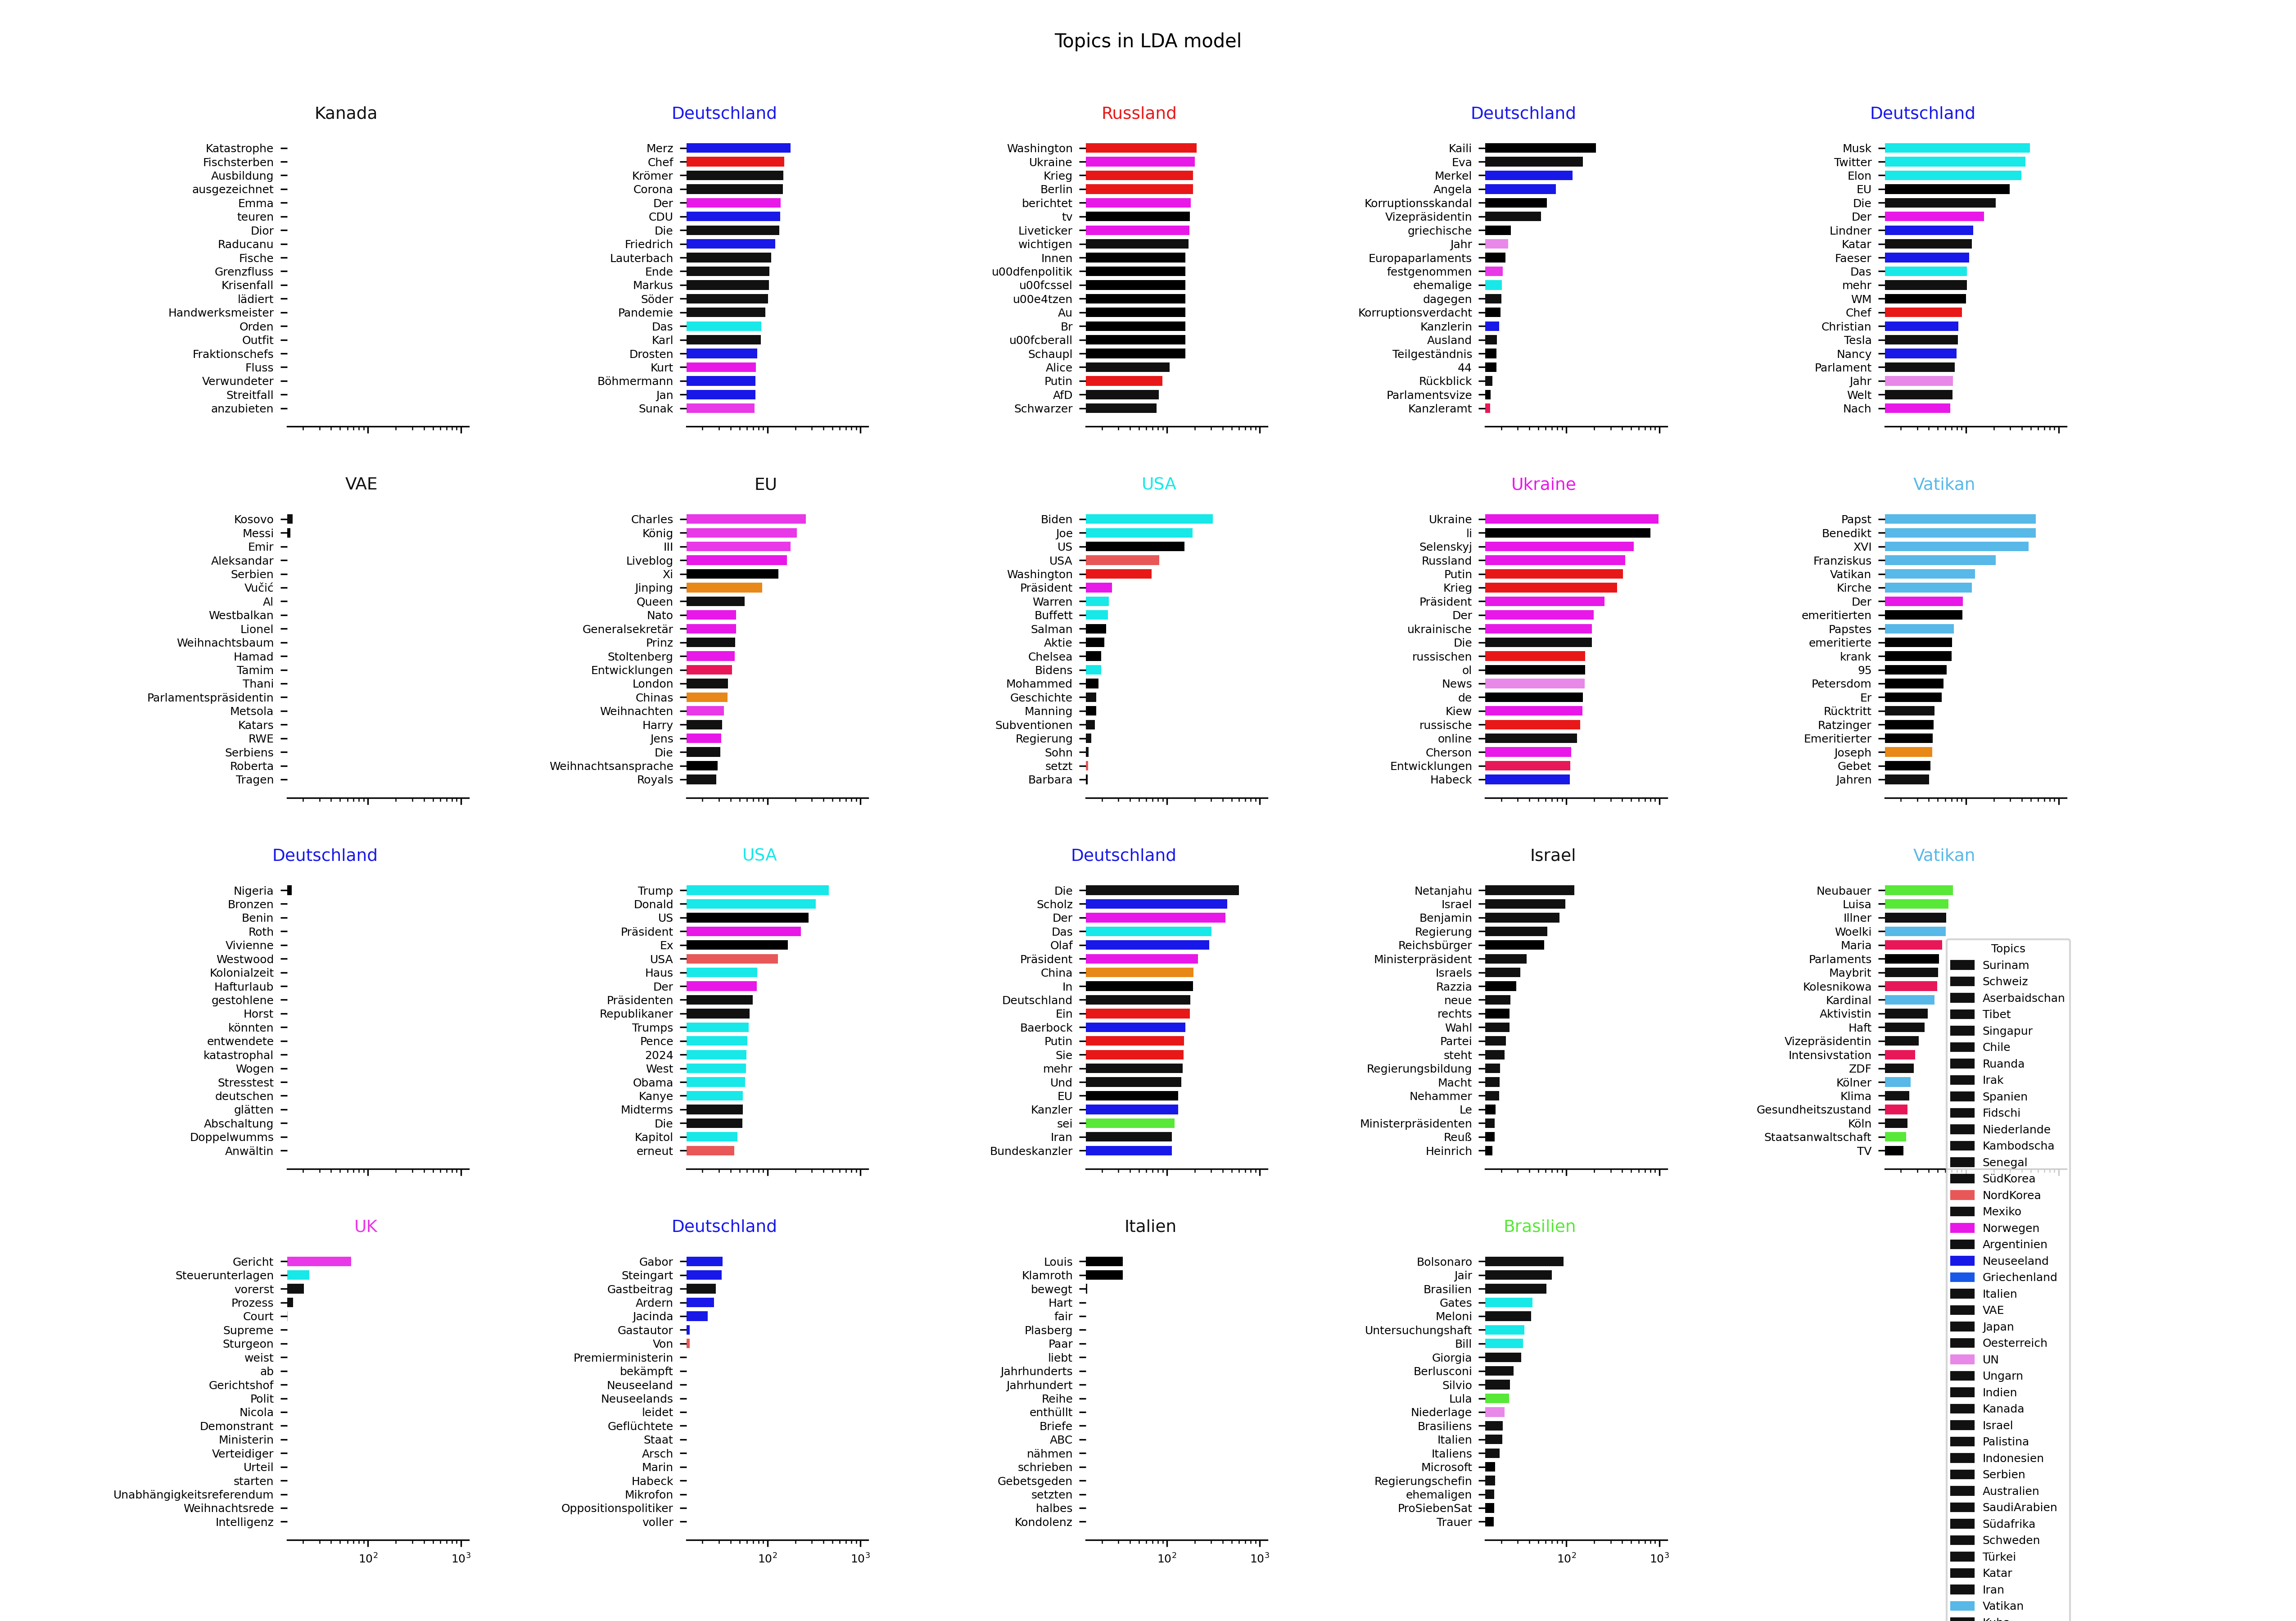 Topics in LDA model
Kanada
Katastrophe
Fischsterben
Ausbildung
ausgezeichnet
Emma
teuren
Dior
Raducanu
Fische
Grenzfluss
Krisenfall
lädiert
Handwerksmeister
Orden
Outfit
Fraktionschefs
Fluss
Verwundeter
Streitfall
anzubieten
Deutschland
Merz
Chef
Krömer
Corona
Der
CDU
Die
Friedrich
Lauterbach
Ende
Markus
Söder
Pandemie
Das
Karl
Drosten
Kurt
Böhmermann
Jan
Sunak
Russland
Washington
Ukraine
Krieg
Berlin
berichtet
tv
Liveticker
wichtigen
Innen
u00dfenpolitik
u00fcssel
u00e4tzen
Au
Br
u00fcberall
Schaupl
Alice
Putin
AfD
Schwarzer
Deutschland
Kaili
Eva
Merkel
Angela
Korruptionsskandal
Vizepräsidentin
griechische
Jahr
Europaparlaments
festgenommen
ehemalige
dagegen
Korruptionsverdacht
Kanzlerin
Ausland
Teilgeständnis
44
Rückblick
Parlamentsvize
Kanzleramt
Deutschland
Musk
Twitter
Elon
EU
Die
Der
Lindner
Katar
Faeser
Das
mehr
WM
Chef
Christian
Tesla
Nancy
Parlament
Jahr
Welt
Nach
VAE
Kosovo
Messi
Emir
Aleksandar
Serbien
Vučić
Al
Westbalkan
Lionel
Weihnachtsbaum
Hamad
Tamim
Thani
Parlamentspräsidentin
Metsola
Katars
RWE
Serbiens
Roberta
Tragen
EU
Charles
König
III
Liveblog
Xi
Jinping
Queen
Nato
Generalsekretär
Prinz
Stoltenberg
Entwicklungen
London
Chinas
Weihnachten
Harry
Jens
Die
Weihnachtsansprache
Royals
USA
Biden
Joe
US
USA
Washington
Präsident
Warren
Buffett
Salman
Aktie
Chelsea
Bidens
Mohammed
Geschichte
Manning
Subventionen
Regierung
Sohn
setzt
Barbara
Ukraine
Ukraine
li
Selenskyj
Russland
Putin
Krieg
Präsident
Der
ukrainische
Die
russischen
ol
News
de
Kiew
russische
online
Cherson
Entwicklungen
Habeck
Vatikan
Papst
Benedikt
XVI
Franziskus
Vatikan
Kirche
Der
emeritierten
Papstes
emeritierte
krank
95
Petersdom
Er
Rücktritt
Ratzinger
Emeritierter
Joseph
Gebet
Jahren
Deutschland
Nigeria
Bronzen
Benin
Roth
Vivienne
Westwood
Kolonialzeit
Hafturlaub
gestohlene
Horst
könnten
entwendete
katastrophal
Wogen
Stresstest
deutschen
glätten
Abschaltung
Doppelwumms
Anwältin
USA
Trump
Donald
US
Präsident
Ex
USA
Haus
Der
Präsidenten
Republikaner
Trumps
Pence
2024
West
Obama
Kanye
Midterms
Die
Kapitol
erneut
Deutschland
Die
Scholz
Der
Das
Olaf
Präsident
China
In
Deutschland
Ein
Baerbock
Putin
Sie
mehr
Und
EU
Kanzler
sei
Iran
Bundeskanzler
Israel
Netanjahu
Israel
Benjamin
Regierung
Reichsbürger
Ministerpräsident
Israels
Razzia
neue
rechts
Wahl
Partei
steht
Regierungsbildung
Macht
Nehammer
Le
Ministerpräsidenten
Reuß
Heinrich
Vatikan
Neubauer
Luisa
Illner
Woelki
Maria
Parlaments
Maybrit
Kolesnikowa
Kardinal
Aktivistin
Haft
Vizepräsidentin
Intensivstation
ZDF
Kölner
Klima
Gesundheitszustand
Köln
Staatsanwaltschaft
TV
UK
Gericht
Steuerunterlagen
vorerst
Prozess
Court
Supreme
Sturgeon
weist
ab
Gerichtshof
Polit
Nicola
Demonstrant
Ministerin
Verteidiger
Urteil
starten
Unabhängigkeitsreferendum
Weihnachtsrede
Intelligenz
10² 10³
Deutschland
Gabor
Steingart
Gastbeitrag
Ardern
Jacinda
Gastautor
Von
Premierministerin
bekämpft
Neuseeland
Neuseelands
leidet
Geflüchtete
Staat
Arsch
Marin
Habeck
Mikrofon
Oppositionspolitiker
voller
10² 10³
Italien
Louis
Klamroth
bewegt
Hart
fair
Plasberg
Paar
liebt
Jahrhunderts
Jahrhundert
Reihe
enthüllt
Briefe
ABC
nähmen
schrieben
Gebetsgeden
setzten
halbes
Kondolenz
10² 10³
Brasilien
Bolsonaro
Jair
Brasilien
Gates
Meloni
Untersuchungshaft
Bill
Giorgia
Berlusconi
Silvio
Lula
Niederlage
Brasiliens
Italien
Italiens
Microsoft
Regierungschefin
ehemaligen
ProSiebenSat
Trauer
10² 10³
Topics
Surinam
Schweiz
Aserbaidschan
Tibet
Singapur
Chile
Ruanda
Irak
Spanien
Fidschi
Niederlande
Kambodscha
Senegal
SüdKorea
NordKorea
Mexiko
Norwegen
Argentinien
Neuseeland
Griechenland
Italien
VAE
Japan
Oesterreich
UN
Ungarn
Indien
Kanada
Israel
Palistina
Indonesien
Serbien
Australien
SaudiArabien
Südafrika
Schweden
Türkei
Katar
Iran
Vatikan